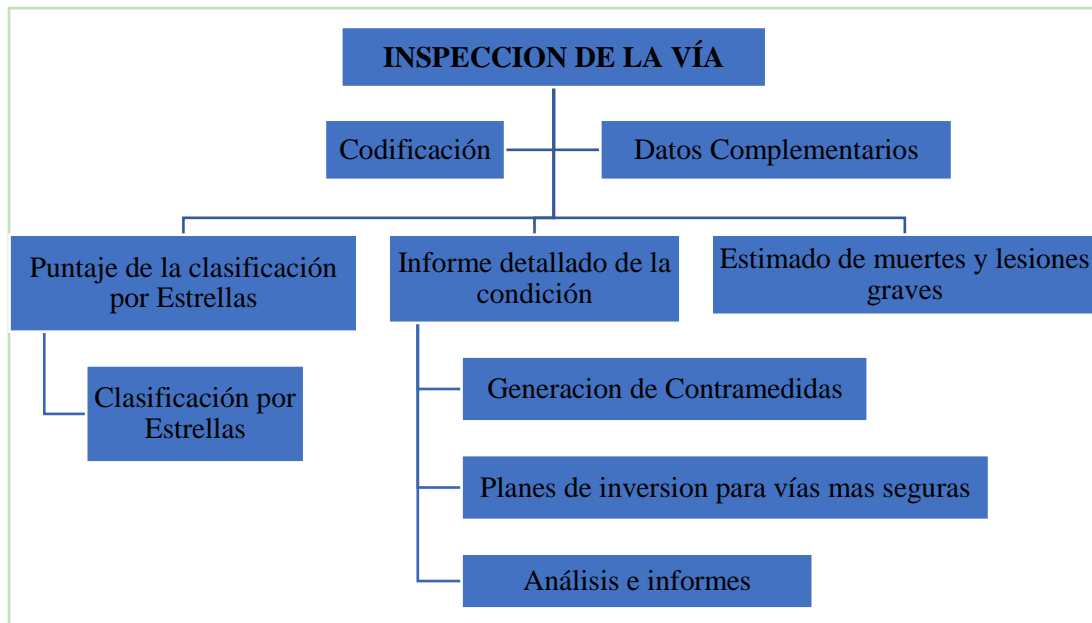 INSPECCION DE LA VÍA
Codificación
Datos Complementarios
Puntaje de la clasificación
por Estrellas
Informe detallado de la
condición
Estimado de muertes y lesiones
graves
Clasificación por
Estrellas
Generacion de Contramedidas
Planes de inversion para vías mas seguras
Análisis e informes